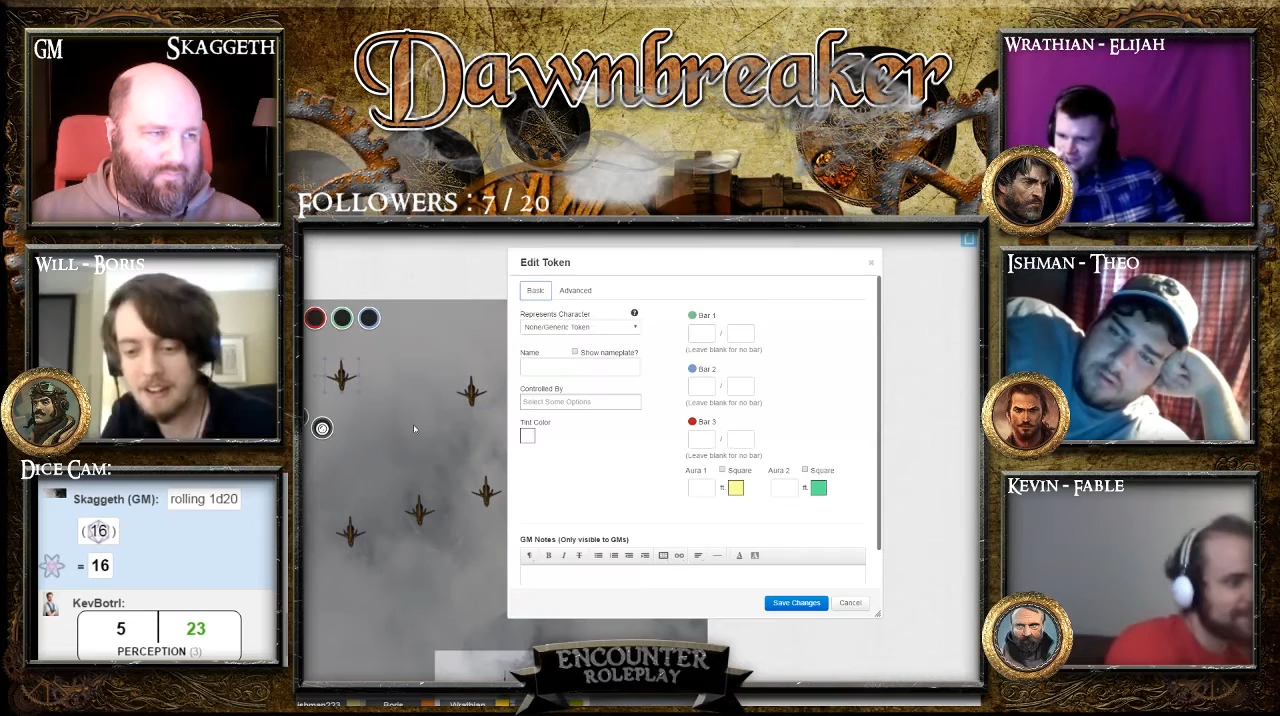 GM
SKAGGETH
DAWNBREAKER
WRATHIAN - ELIJAH
FOLLOWERS : 7 / 20
WILL - BORIS
ISHMAN - THEO
Edit Token
×
Basic
Advanced
Represents Character
?
None/Generic Token
Name
Show nameplate?
Controlled By
Select Some Options
Tint Color
Bar 1
/
(Leave blank for no bar)
Bar 2
/
(Leave blank for no bar)
Bar 3
/
(Leave blank for no bar)
Aura 1
Square
Aura 2
Square
ft.
ft.
GM Notes (Only visible to GMs)
Save Changes
Cancel
DICE CAM:
Skaggeth (GM):
rolling 1d20
(16)
= 16
KevBotrl:
5
23
PERCEPTION (3)
KEVIN - FABLE
ENCOUNTER
ROLEPLAY
ishman223
Boris
Wrathian